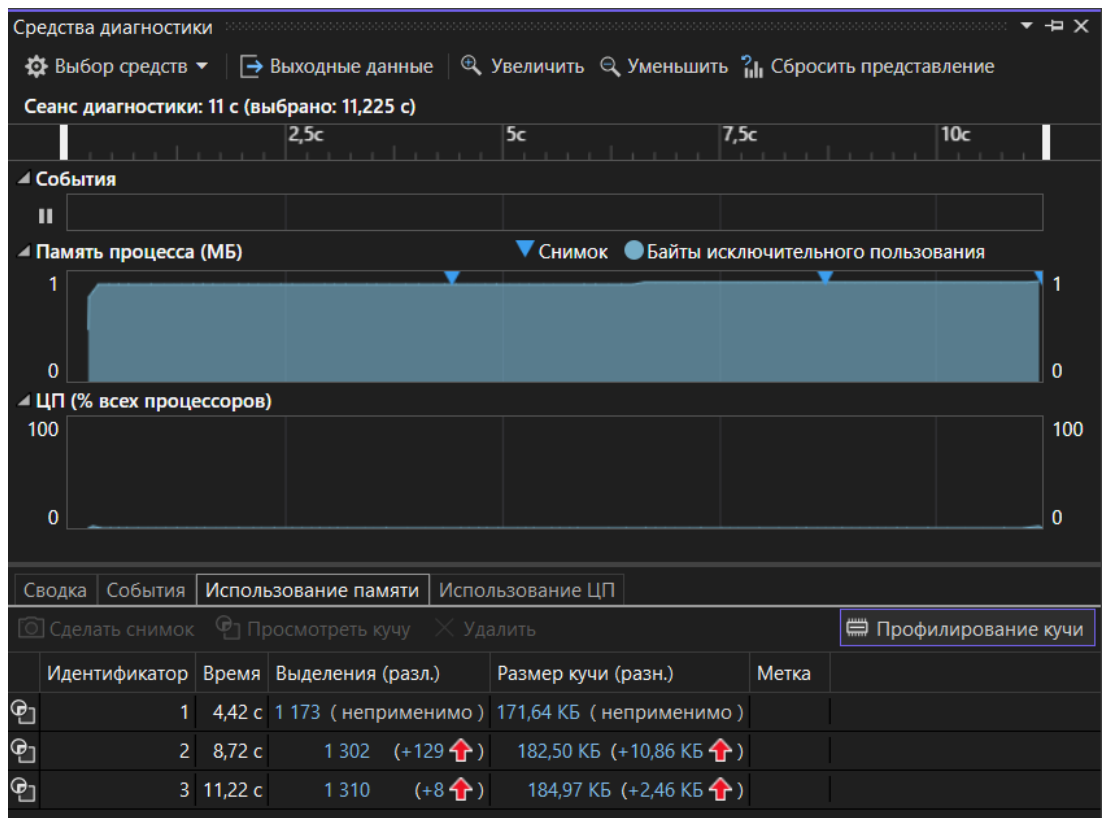 Средства диагностики
Выбор средств Выходные данные Увеличить Уменьшить Сбросить представление
Сеанс диагностики: 11 с (выбрано: 11,225 с)
2,5с 5с 7,5с 10с
События
Память процесса (МБ) Снимок Байты исключительного пользования
1 1
0 0
ЦП (% всех процессоров)
100 100
0 0
Сводка События Использование памяти Использование ЦП
Сделать снимок Просмотреть кучу Удалить Профилирование кучи
Идентификатор Время Выделения (разл.) Размер кучи (разн.) Метка
1 4,42 с 1 173 (неприменимо) 171,64 КБ (неприменимо)
2 8,72 с 1 302 (+129) 182,50 КБ (+10,86 КБ)
3 11,22 с 1 310 (+8) 184,97 КБ (+2,46 КБ)